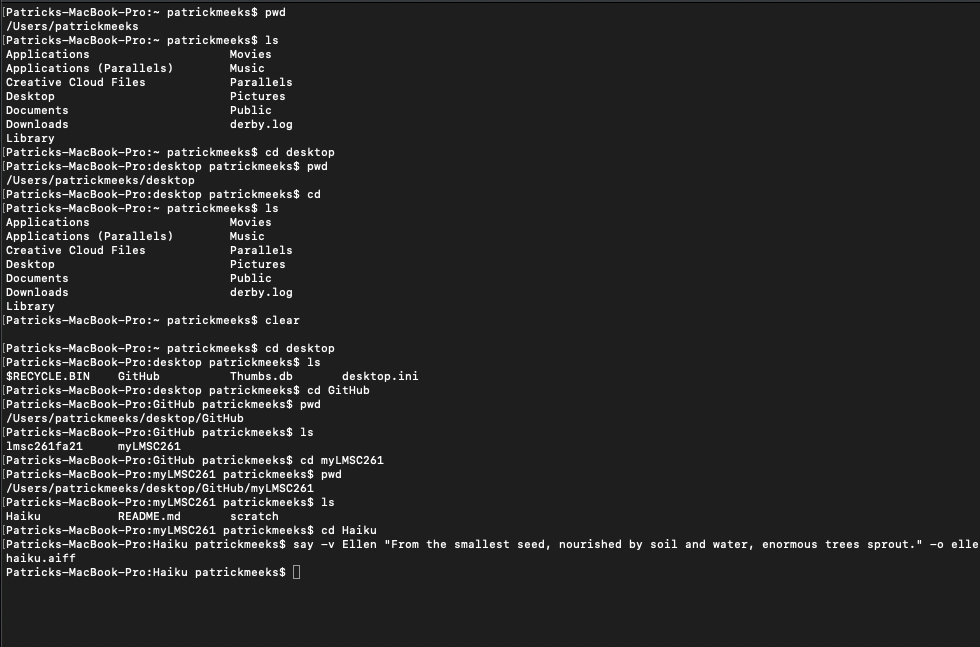 [Patricks-MacBook-Pro:~ patrickmeeks$ pwd
/Users/patrickmeeks
[Patricks-MacBook-Pro:~ patrickmeeks$ ls
Applications Movies
Applications (Parallels) Music
Creative Cloud Files Parallels
Desktop Pictures
Documents Public
Downloads derby.log
Library
[Patricks-MacBook-Pro:~ patrickmeeks$ cd desktop
[Patricks-MacBook-Pro:desktop patrickmeeks$ pwd
/Users/patrickmeeks/desktop
[Patricks-MacBook-Pro:desktop patrickmeeks$ cd
[Patricks-MacBook-Pro:~ patrickmeeks$ ls
Applications Movies
Applications (Parallels) Music
Creative Cloud Files Parallels
Desktop Pictures
Documents Public
Downloads derby.log
Library
[Patricks-MacBook-Pro:~ patrickmeeks$ clear
[Patricks-MacBook-Pro:~ patrickmeeks$ cd desktop
[Patricks-MacBook-Pro:desktop patrickmeeks$ ls
$RECYCLE.BIN GitHub Thumbs.db desktop.ini
[Patricks-MacBook-Pro:desktop patrickmeeks$ cd GitHub
[Patricks-MacBook-Pro:GitHub patrickmeeks$ pwd
/Users/patrickmeeks/desktop/GitHub
[Patricks-MacBook-Pro:GitHub patrickmeeks$ ls
lmsc261fa21 myLMSC261
[Patricks-MacBook-Pro:GitHub patrickmeeks$ cd myLMSC261
[Patricks-MacBook-Pro:myLMSC261 patrickmeeks$ pwd
/Users/patrickmeeks/desktop/GitHub/myLMSC261
[Patricks-MacBook-Pro:myLMSC261 patrickmeeks$ ls
Haiku README.md scratch
[Patricks-MacBook-Pro:myLMSC261 patrickmeeks$ cd Haiku
[Patricks-MacBook-Pro:Haiku patrickmeeks$ say -v Ellen "From the smallest seed, nourished by soil and water, enormous trees sprout." -o elle
haiku.aiff
Patricks-MacBook-Pro:Haiku patrickmeeks$